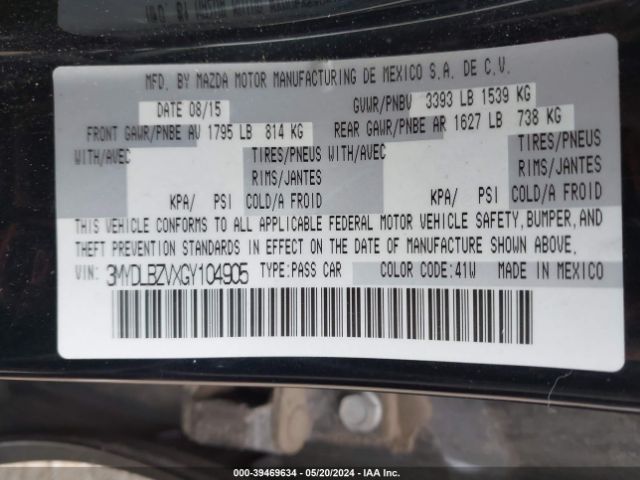 MFD. BY MAZDA MOTOR MANUFACTURING DE MEXICO S.A. DE C.V.
DATE 08/15 GVWR/PNBV 3393 LB 1539 KG
FRONT GAWR/PNBE AV 1795 LB 814 KG REAR GAWR/PNBE AR 1627 LB 738 KG
WITH/AVEC TIRES/PNEUS WITH/AVEC TIRES/PNEUS
RIMS/JANTES RIMS/JANTES
KPA/ PSI COLD/A FROID KPA/ PSI COLD/A FROID
THIS VEHICLE CONFORMS TO ALL APPLICABLE FEDERAL MOTOR VEHICLE SAFETY, BUMPER, AND
THEFT PREVENTION STANDARDS IN EFFECT ON THE DATE OF MANUFACTURE SHOWN ABOVE.
VIN: 3MYDLBZVXGY104905 TYPE:PASS CAR COLOR CODE:41W MADE IN MEXICO
000-39469634 - 05/20/2024 - IAA Inc.